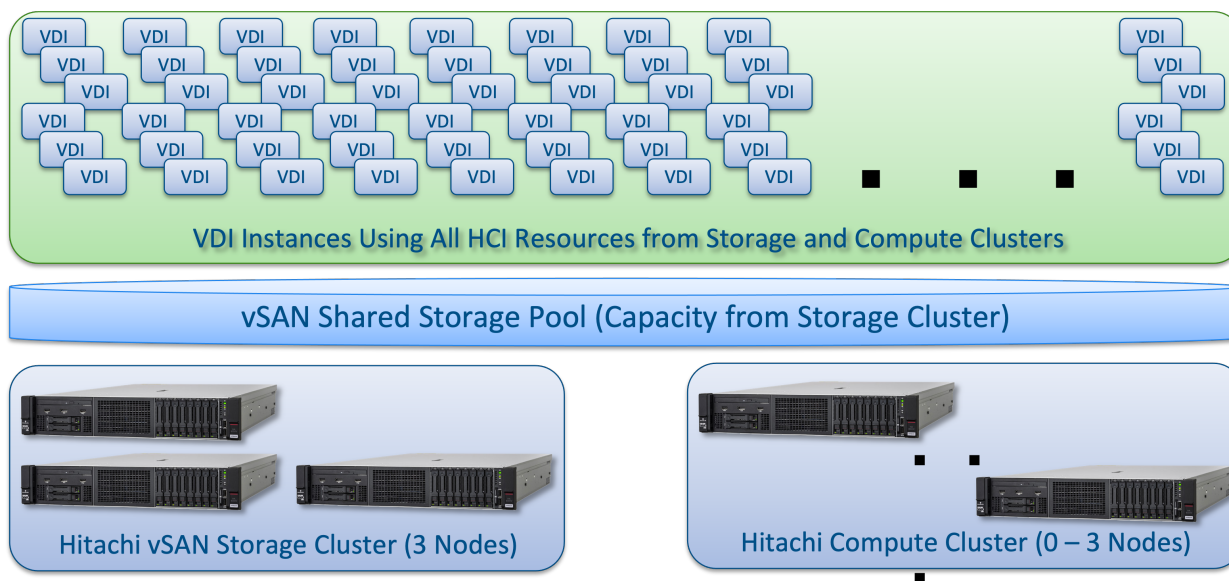 VDI VDI VDI VDI VDI VDI VDI VDI VDI
VDI VDI VDI VDI VDI VDI VDI VDI VDI
VDI VDI VDI VDI VDI VDI VDI VDI VDI
VDI VDI VDI VDI VDI VDI VDI VDI VDI
VDI VDI VDI VDI VDI VDI VDI VDI VDI
VDI VDI VDI VDI VDI VDI VDI VDI VDI
VDI Instances Using All HCI Resources from Storage and Compute Clusters
vSAN Shared Storage Pool (Capacity from Storage Cluster)
Hitachi vSAN Storage Cluster (3 Nodes)
Hitachi Compute Cluster (0 – 3 Nodes)